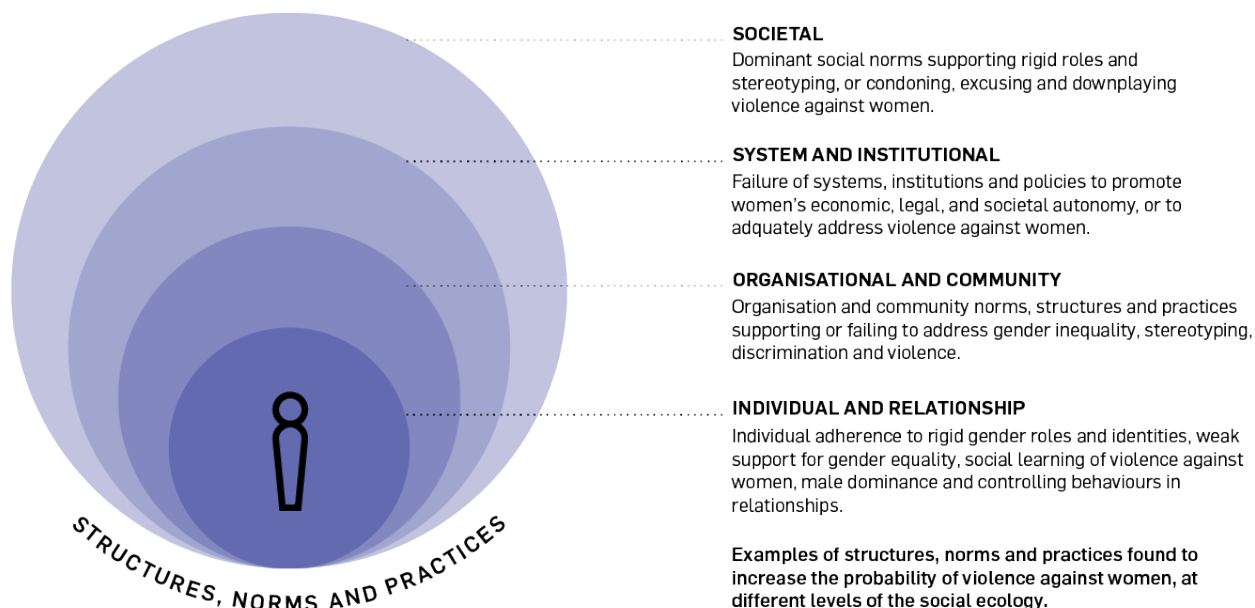 SOCIETAL
Dominant social norms supporting rigid roles and
stereotyping, or condoning, excusing and downplaying
violence against women.
SYSTEM AND INSTITUTIONAL
Failure of systems, institutions and policies to promote
women's economic, legal, and societal autonomy, or to
adquately address violence against women.
ORGANISATIONAL AND COMMUNITY
Organisation and community norms, structures and practices
supporting or failing to address gender inequality, stereotyping,
discrimination and violence.
INDIVIDUAL AND RELATIONSHIP
Individual adherence to rigid gender roles and identities, weak
support for gender equality, social learning of violence against
women, male dominance and controlling behaviours in
relationships.
STRUCTURES, NORMS AND PRACTICES
Examples of structures, norms and practices found to
increase the probability of violence against women, at
different levels of the social ecology.